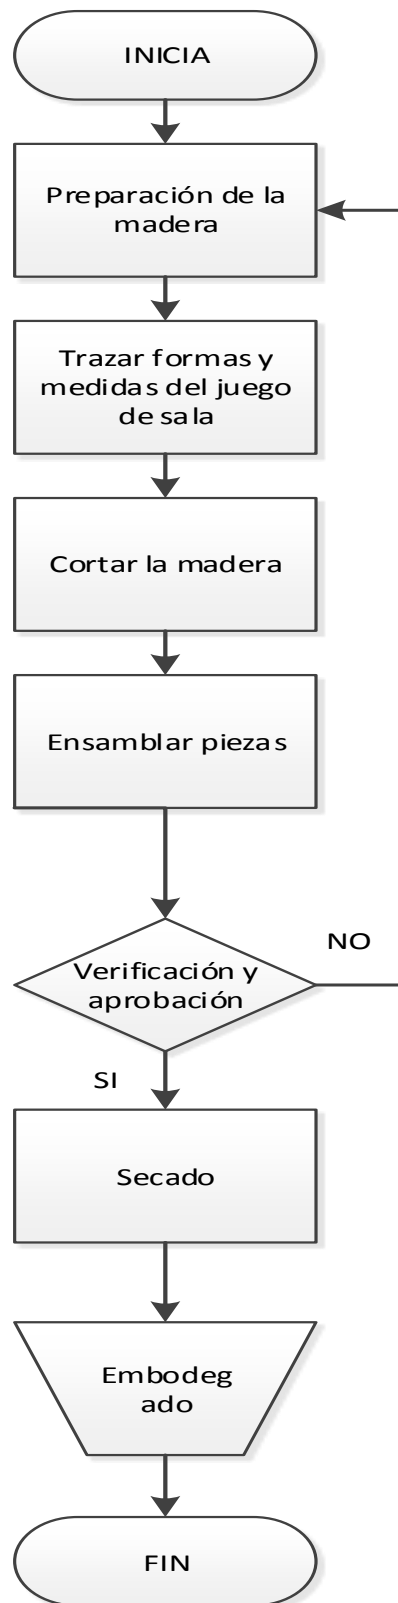 INICIA
Preparación de la
madera
Trazar formas y
medidas del juego
de sala
Cortar la madera
Ensamblar piezas
NO
Verificación y
aprobación
SI
Secado
Embodeg
ado
FIN